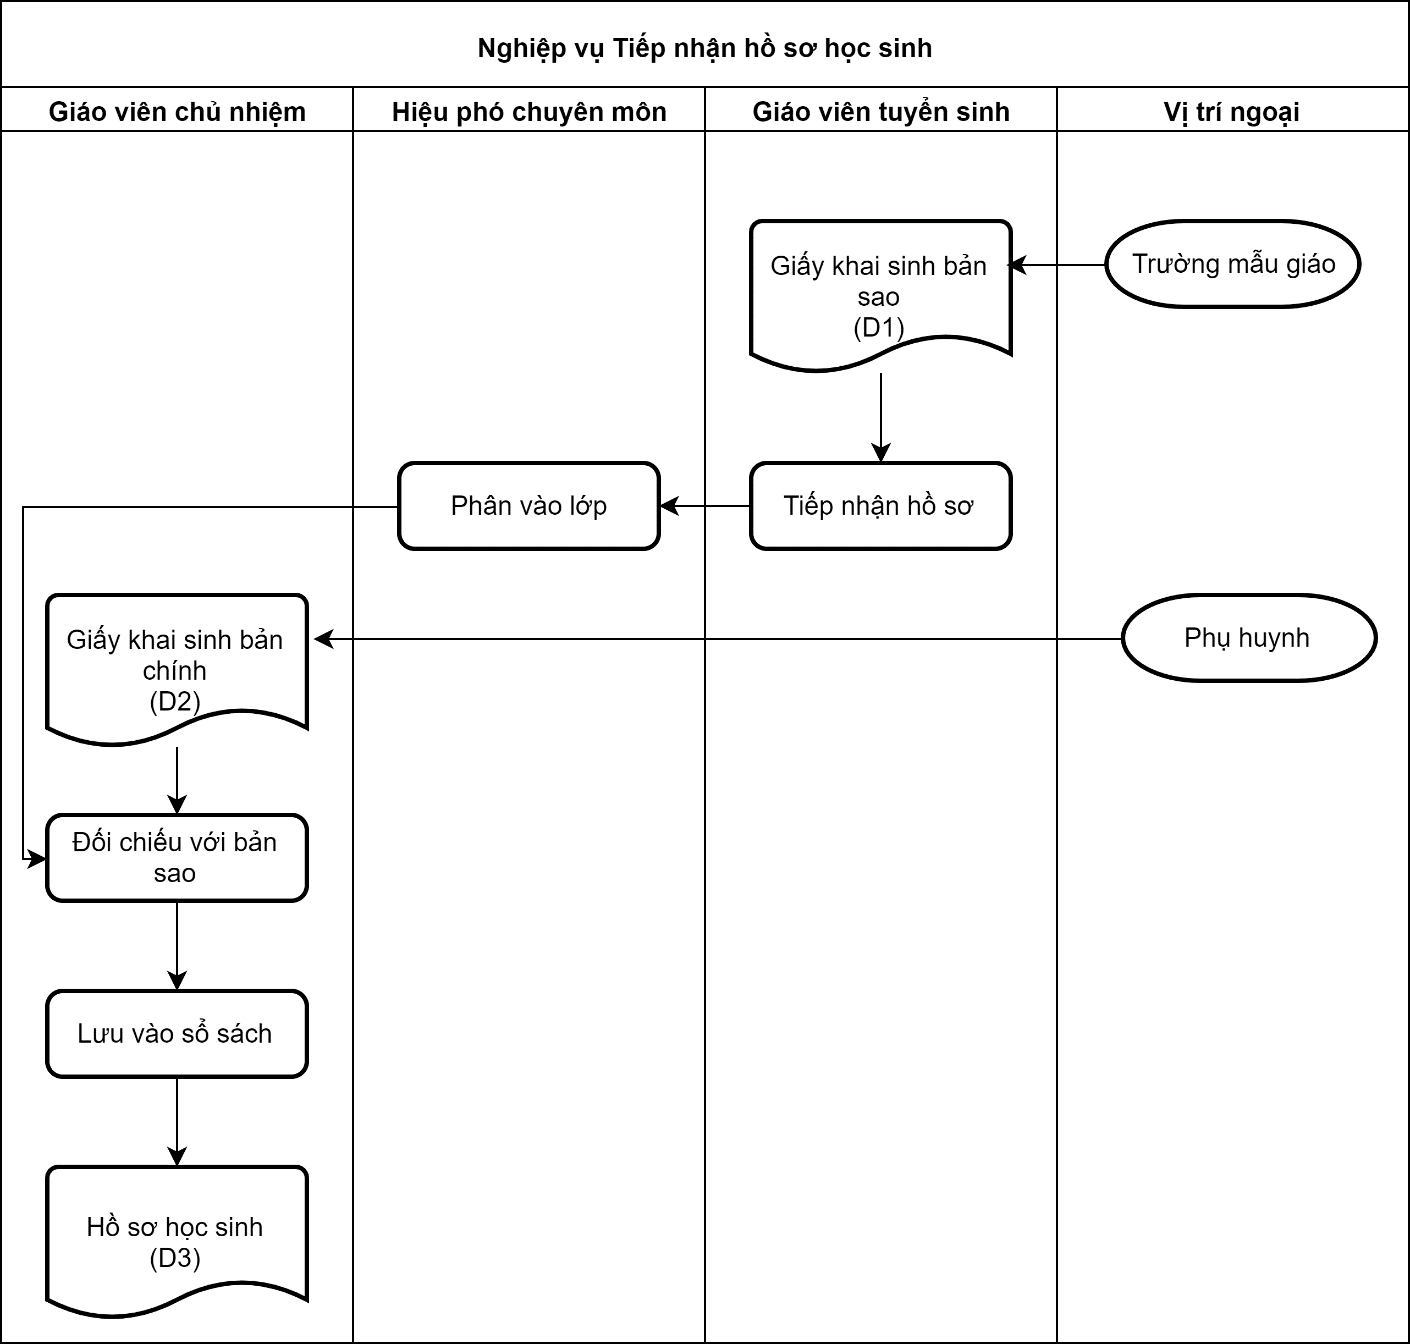 Nghiệp vụ Tiếp nhận hồ sơ học sinh
Giáo viên chủ nhiệm
Hiệu phó chuyên môn
Giáo viên tuyển sinh
Vị trí ngoại
Giấy khai sinh bản
sao
(D1)
Trường mẫu giáo
Phân vào lớp
Tiếp nhận hồ sơ
Giấy khai sinh bản
chính
(D2)
Phụ huynh
Đối chiếu với bản
sao
Lưu vào sổ sách
Hồ sơ học sinh
(D3)